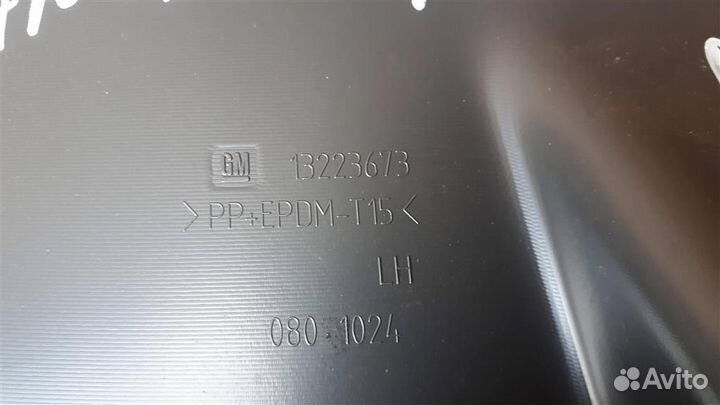 GM 13223673
>PP+EPDM-T15<
LH
080 1024
Avito